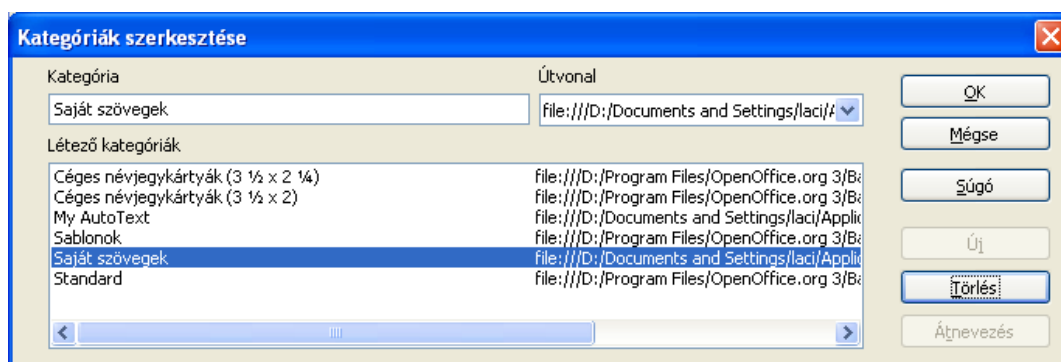 Kategóriák szerkesztése
Kategória
Útvonal
Saját szövegek
file:///D:/Documents and Settings/laci/A
OK
Mégse
Létező kategóriák
Céges névjegykártyák (3 ½ x 2 ¼) file:///D:/Program Files/OpenOffice.org 3/Ba
Céges névjegykártyák (3 ½ x 2) file:///D:/Program Files/OpenOffice.org 3/Ba
My AutoText file:///D:/Documents and Settings/laci/Applic
Sablonok file:///D:/Program Files/OpenOffice.org 3/Ba
Saját szövegek file:///D:/Documents and Settings/laci/Applic
Standard file:///D:/Program Files/OpenOffice.org 3/Ba
Súgó
Új
Törlés
Átnevezés